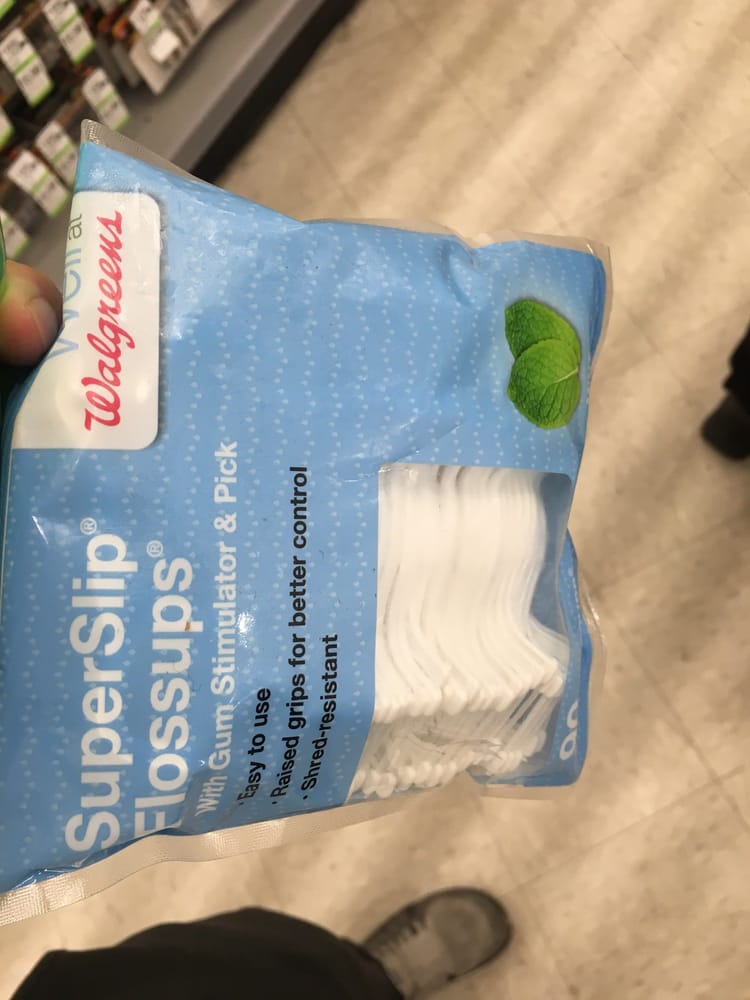 Well at
Walgreens
SuperSlip®
Flossups®
With Gum Stimulator & Pick
• Easy to use
• Raised grips for better control
• Shred-resistant
90